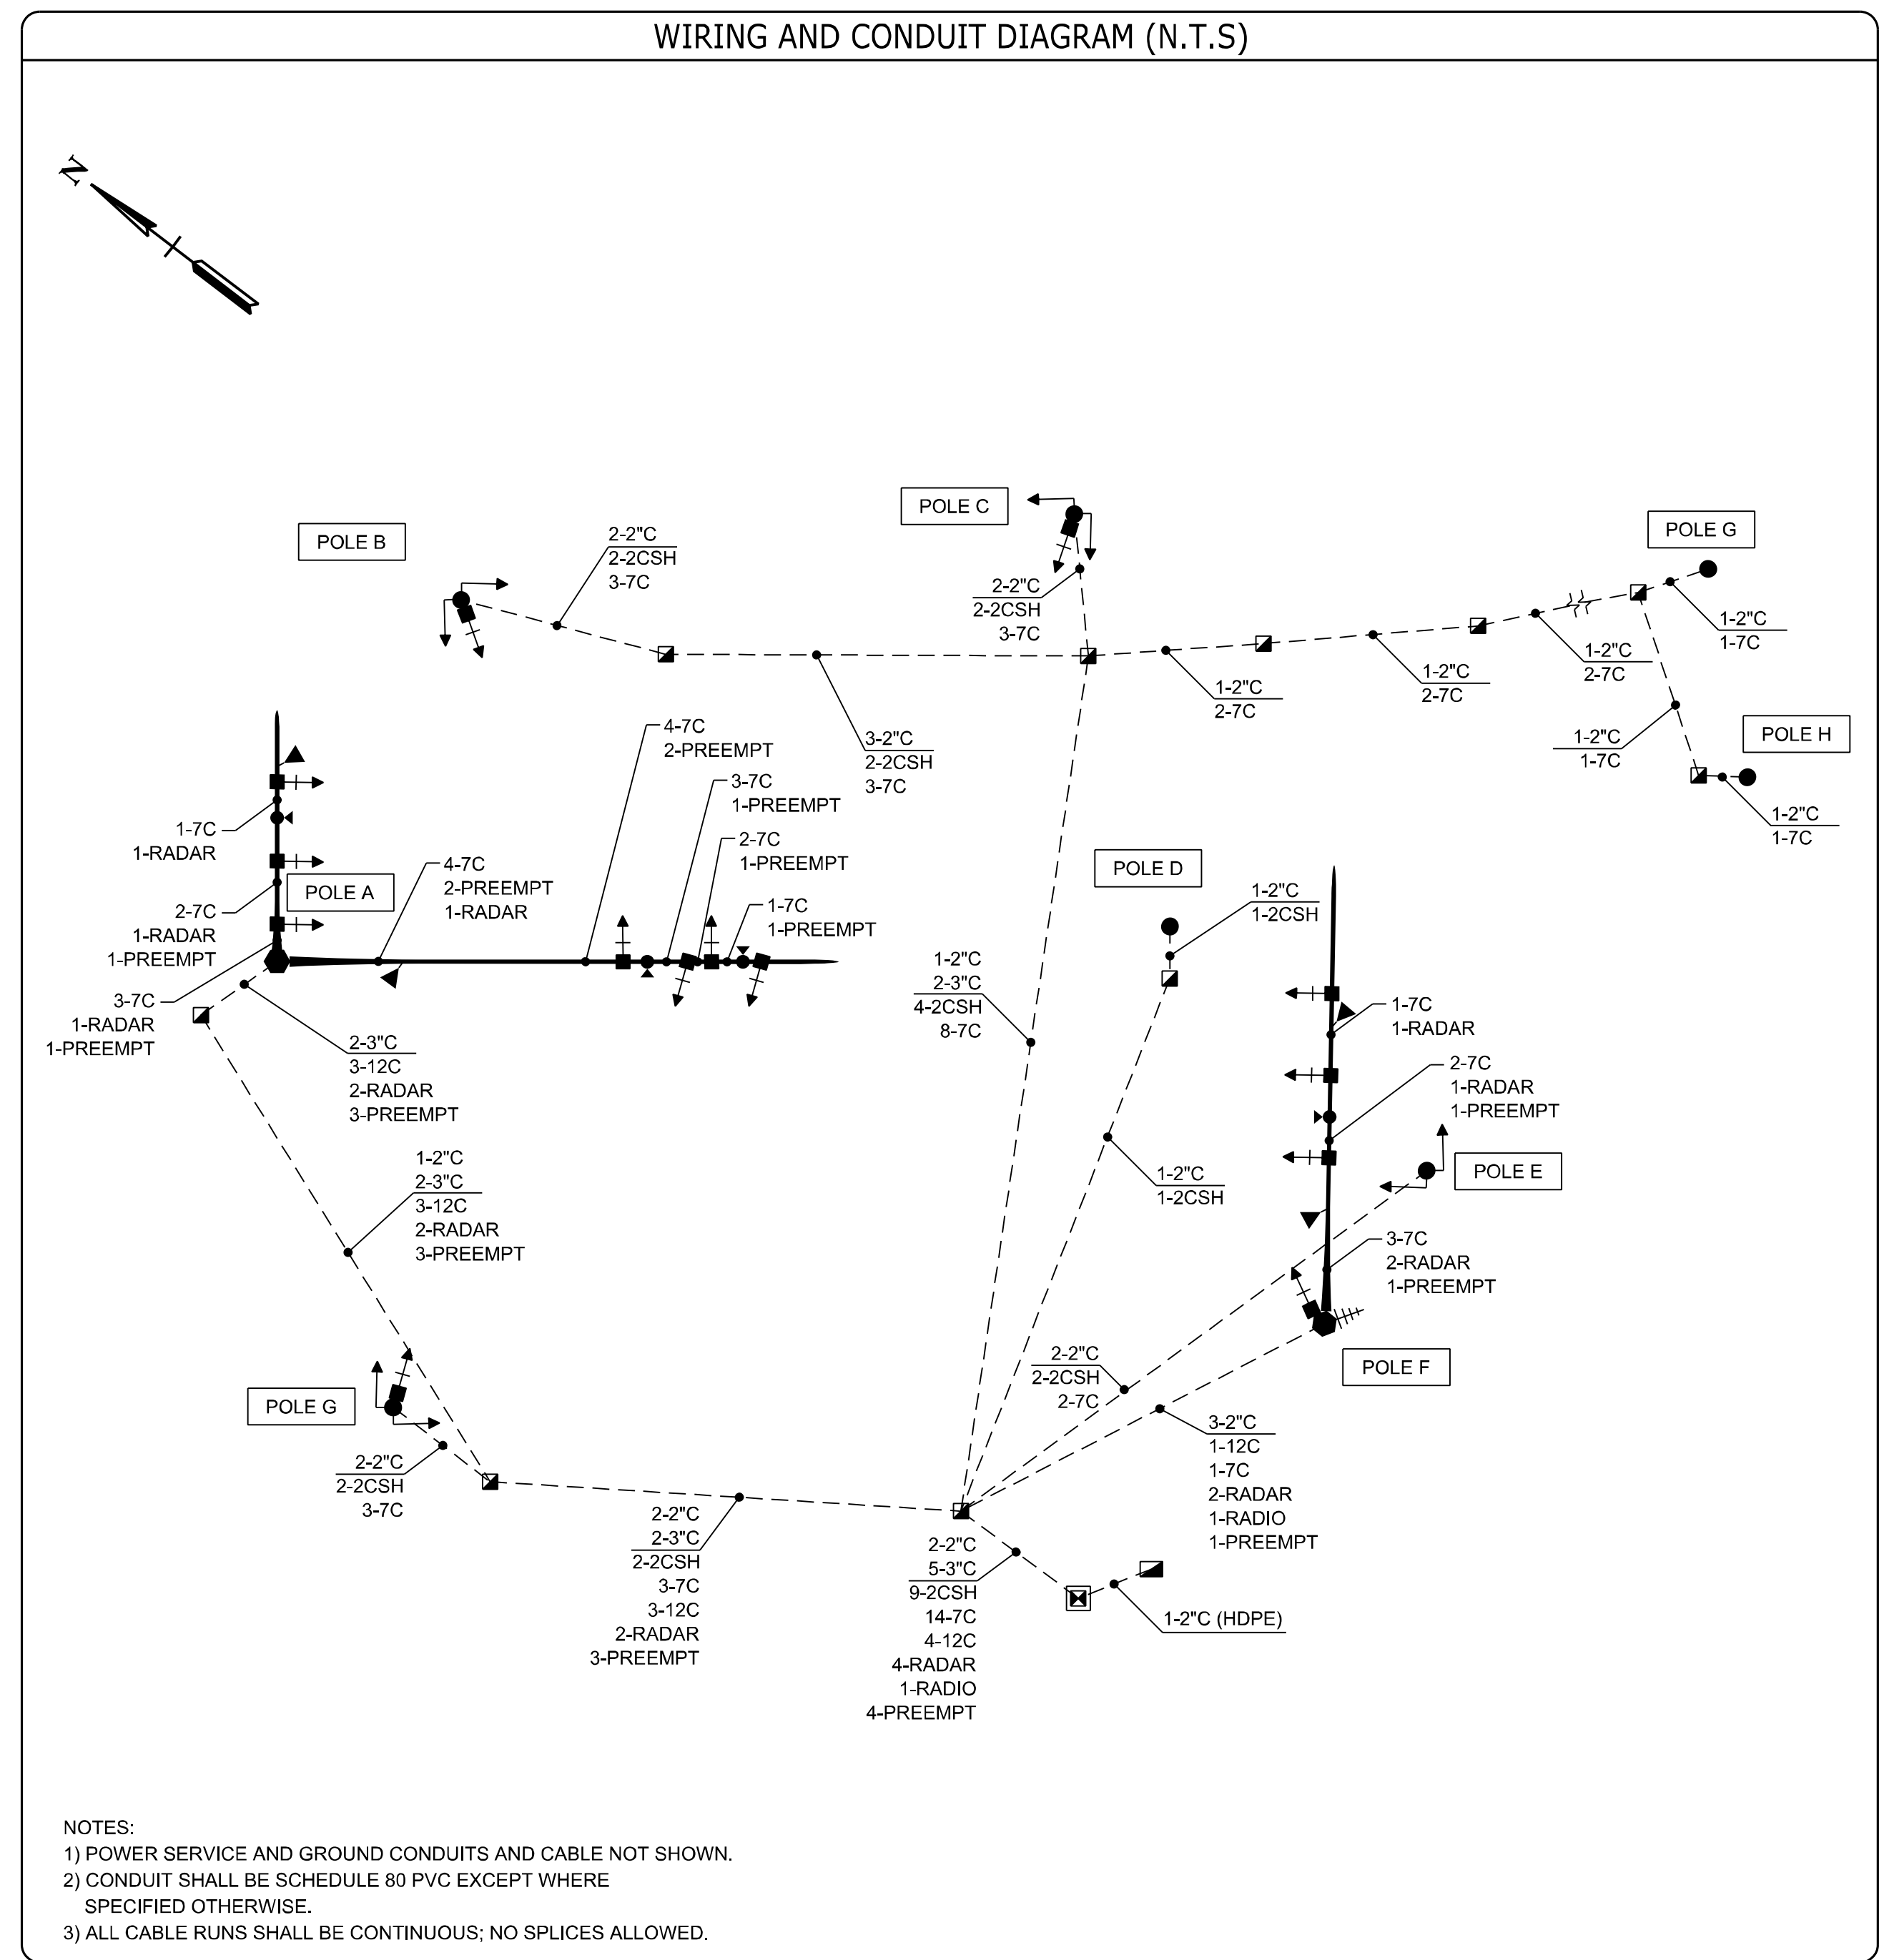 WIRING AND CONDUIT DIAGRAM (N.T.S)
N
POLE B
2-2"C
2-2CSH
3-7C
POLE C
2-2"C
2-2CSH
3-7C
POLE G
1-2"C
1-7C
1-2"C
2-7C
1-2"C
2-7C
1-2"C
2-7C
1-2"C
1-7C
POLE H
1-2"C
1-7C
3-2"C
2-2CSH
3-7C
4-7C
2-PREEMPT
3-7C
1-PREEMPT
2-7C
1-PREEMPT
1-7C
1-PREEMPT
1-7C
1-RADAR
POLE A
4-7C
2-PREEMPT
1-RADAR
2-7C
1-RADAR
1-PREEMPT
3-7C
1-RADAR
1-PREEMPT
2-3"C
3-12C
2-RADAR
3-PREEMPT
1-2"C
2-3"C
3-12C
2-RADAR
3-PREEMPT
POLE D
1-2"C
1-2CSH
1-2"C
2-3"C
4-2CSH
8-7C
1-2"C
1-2CSH
1-7C
1-RADAR
2-7C
1-RADAR
1-PREEMPT
POLE E
3-7C
2-RADAR
1-PREEMPT
POLE F
2-2"C
2-2CSH
2-7C
3-2"C
1-12C
1-7C
2-RADAR
1-RADIO
1-PREEMPT
POLE G
2-2"C
2-2CSH
3-7C
2-2"C
2-3"C
2-2CSH
3-7C
3-12C
2-RADAR
3-PREEMPT
2-2"C
5-3"C
9-2CSH
14-7C
4-12C
4-RADAR
1-RADIO
4-PREEMPT
1-2"C (HDPE)
NOTES:
1) POWER SERVICE AND GROUND CONDUITS AND CABLE NOT SHOWN.
2) CONDUIT SHALL BE SCHEDULE 80 PVC EXCEPT WHERE
SPECIFIED OTHERWISE.
3) ALL CABLE RUNS SHALL BE CONTINUOUS; NO SPLICES ALLOWED.